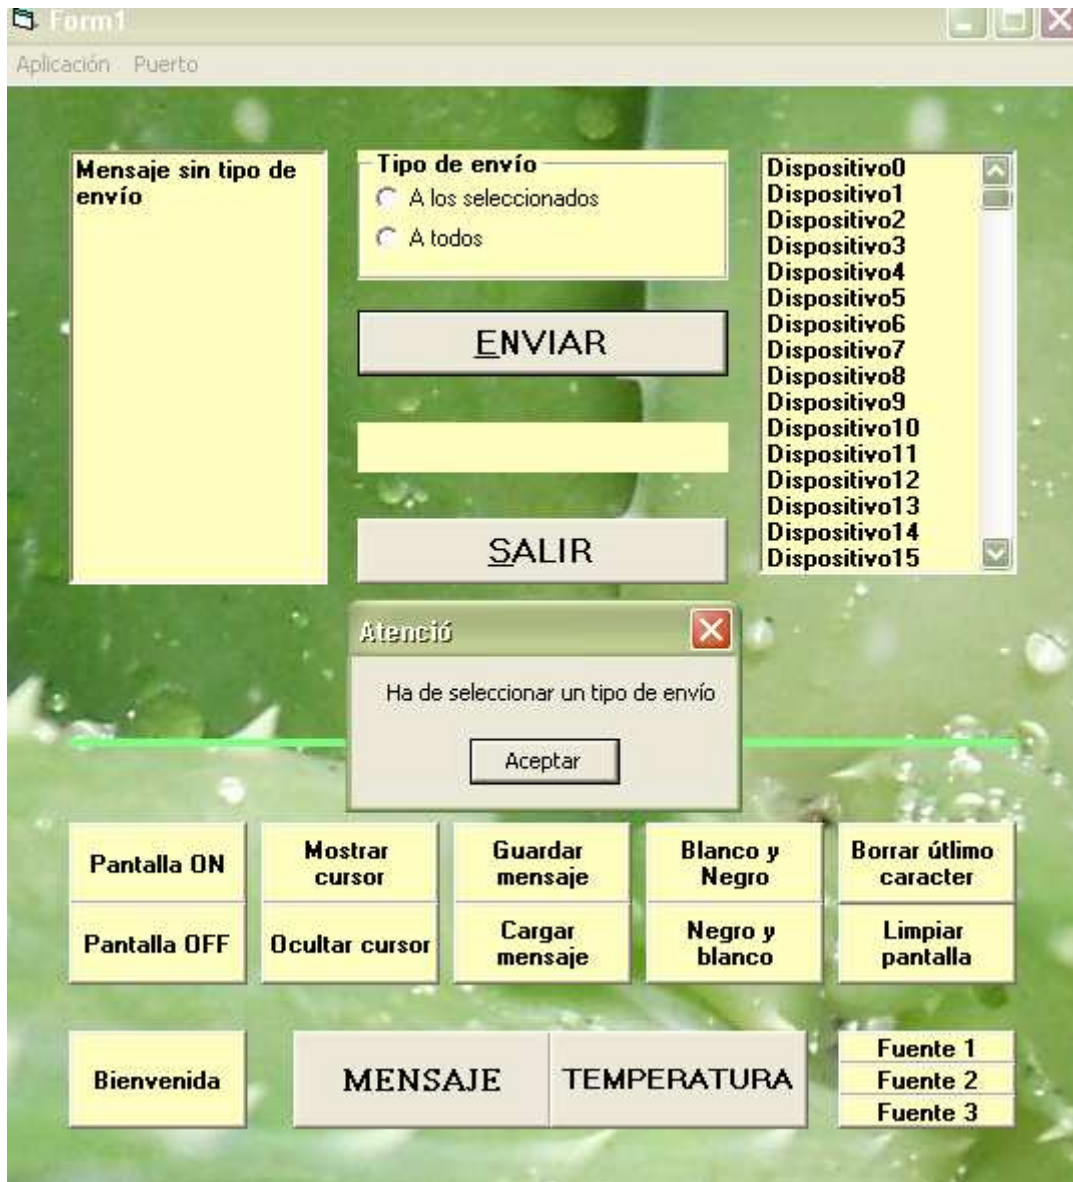 Form1
Aplicación Puerto
Mensaje sin tipo de
envío
Tipo de envío
A los seleccionados
A todos
ENVIAR
SALIR
Dispositivo0
Dispositivo1
Dispositivo2
Dispositivo3
Dispositivo4
Dispositivo5
Dispositivo6
Dispositivo7
Dispositivo8
Dispositivo9
Dispositivo10
Dispositivo11
Dispositivo12
Dispositivo13
Dispositivo14
Dispositivo15
Atenció
Ha de seleccionar un tipo de envío
Aceptar
Pantalla ON
Mostrar
cursor
Guardar
mensaje
Blanco y
Negro
Borrar útlimo
caracter
Pantalla OFF
Ocultar cursor
Cargar
mensaje
Negro y
blanco
Limpiar
pantalla
Bienvenida
MENSAJE
TEMPERATURA
Fuente 1
Fuente 2
Fuente 3